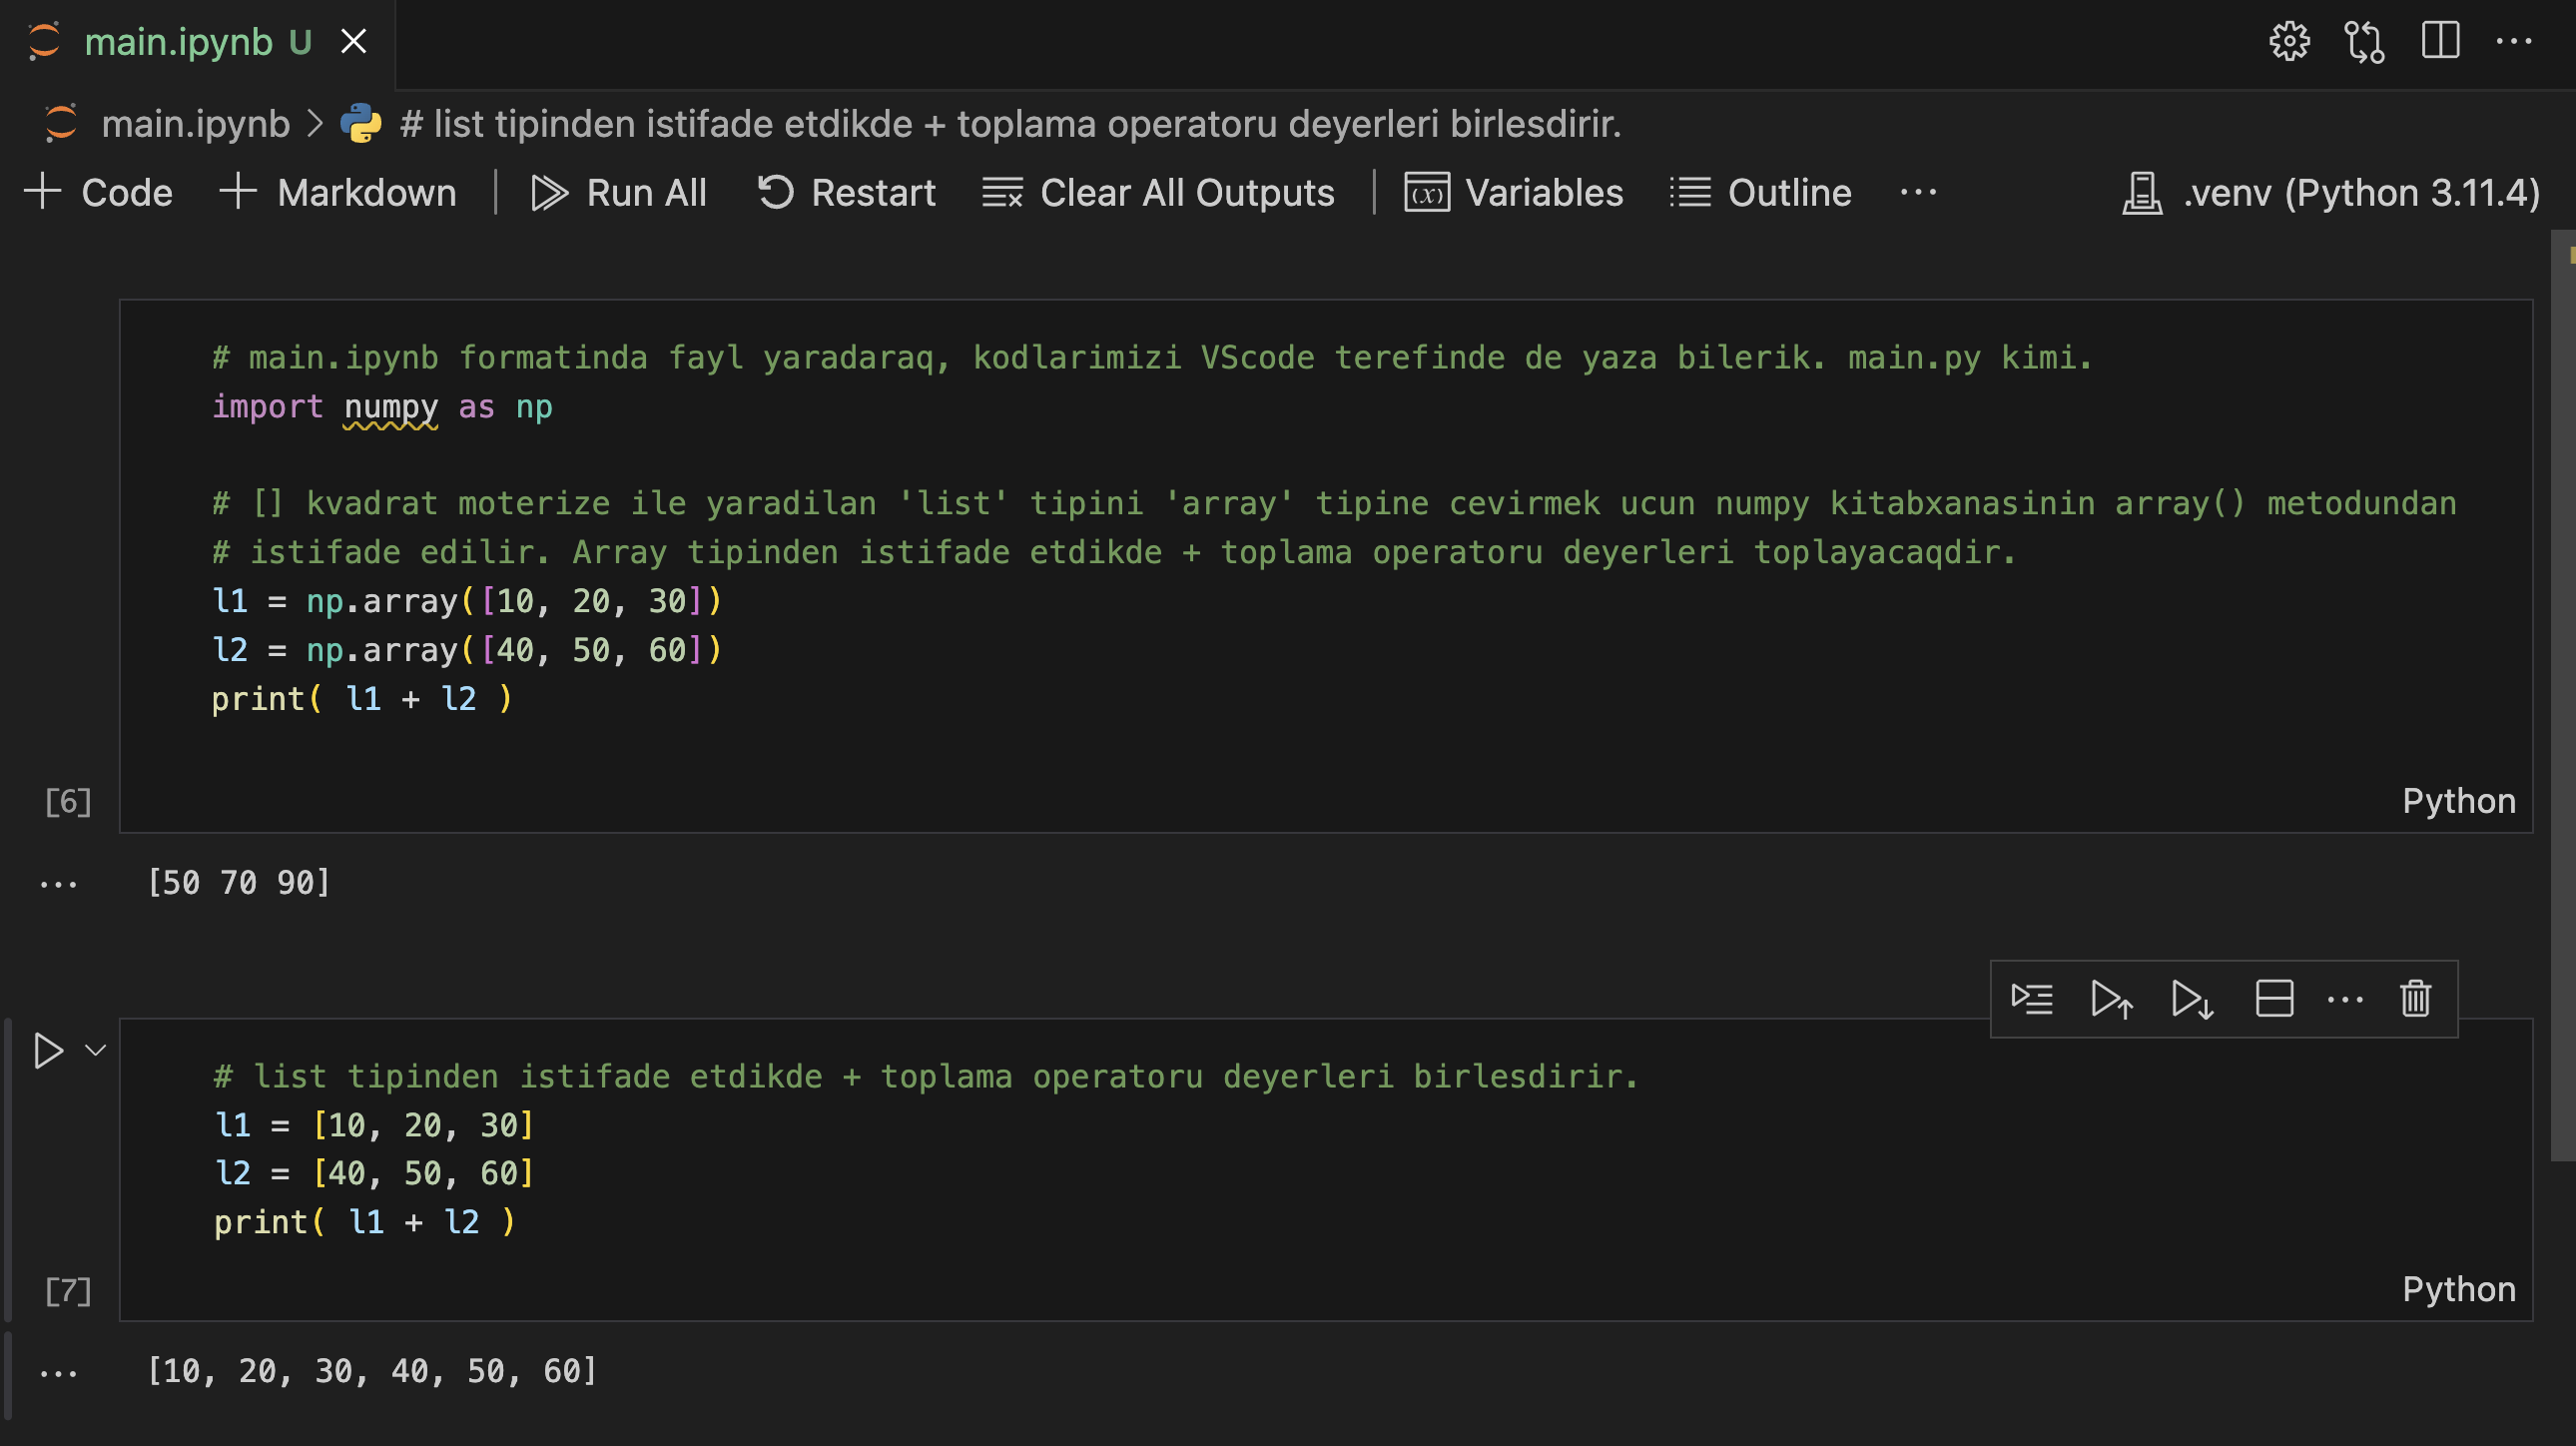 main.ipynb U
main.ipynb > # list tipinden istifade etdikde + toplama operatoru deyerleri birlesdirir.
+ Code + Markdown | Run All Restart Clear All Outputs | (x) Variables Outline ... .venv (Python 3.11.4)
# main.ipynb formatinda fayl yaradaraq, kodlarimizi VScode terefinde de yaza bilerik. main.py kimi.
import numpy as np
# [] kvadrat moterize ile yaradilan 'list' tipini 'array' tipine cevirmek ucun numpy kitabxanasinin array() metodundan
# istifade edilir. Array tipinden istifade etdikde + toplama operatoru deyerleri toplayacaqdir.
l1 = np.array([10, 20, 30])
l2 = np.array([40, 50, 60])
print( l1 + l2 )
[6]
Python
... [50 70 90]
# list tipinden istifade etdikde + toplama operatoru deyerleri birlesdirir.
l1 = [10, 20, 30]
l2 = [40, 50, 60]
print( l1 + l2 )
[7]
Python
... [10, 20, 30, 40, 50, 60]